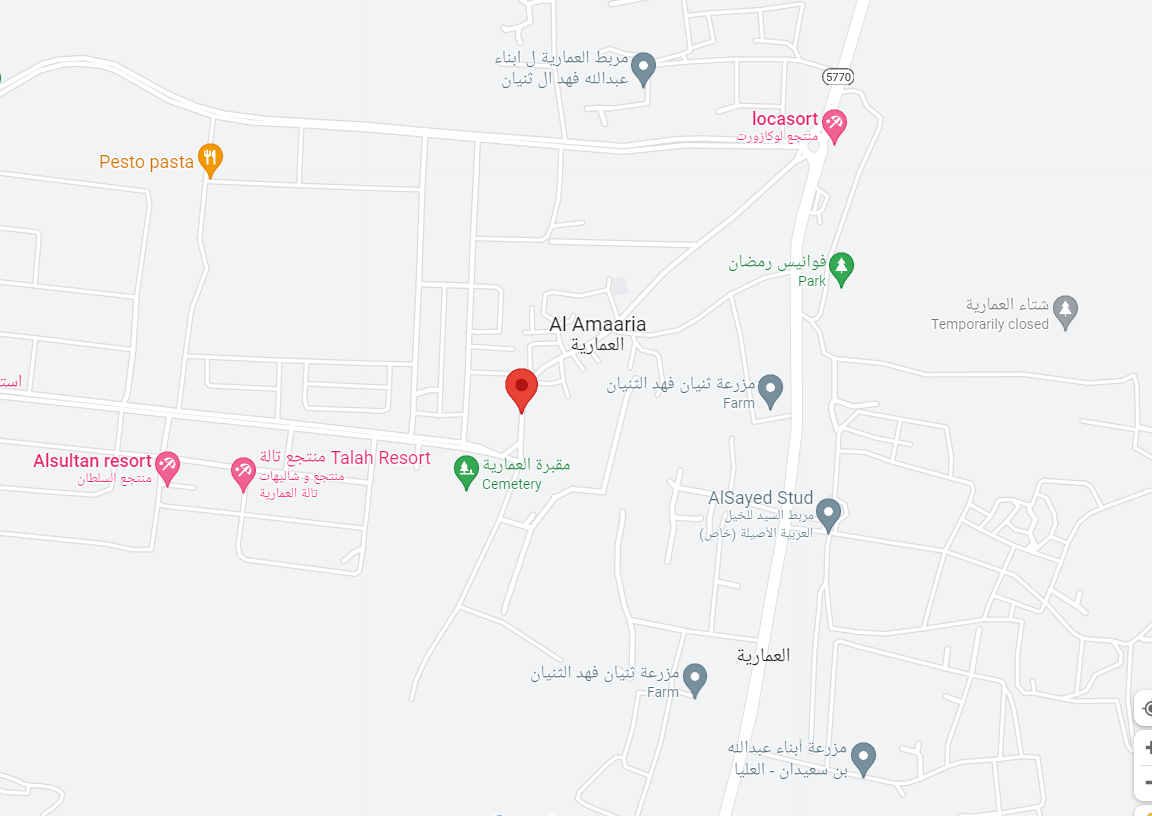 مربط العمارية ل ابناء
عبدالله فهد ال ثنيان
5770
locasort
منتجع لوكازورت
Pesto pasta
فوانيس رمضان
Park
شتاء العمارية
Temporarily closed
Al Amaaria
العمارية
مزرعة ثنيان فهد الثنيان
Farm
است
Alsultan resort
منتجع السلطان
منتجع تالة Talah Resort
منتجع و شاليهات
تالة العمارية
مقبرة العمارية
Cemetery
AlSayed Stud
مربط السيد للخيل
العربية الأصيلة (خاص)
العمارية
مزرعة ثنيان فهد الثنيان
Farm
مزرعة أبناء عبدالله
بن سعيدان - العليا